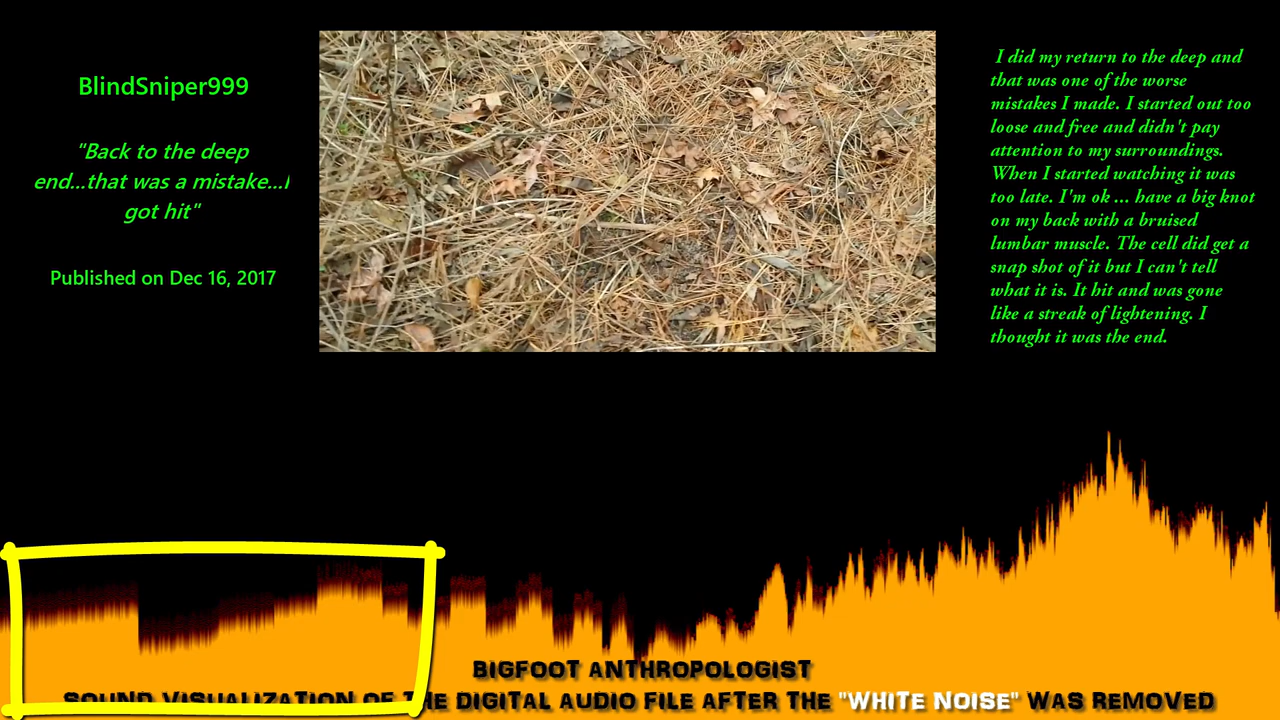 BlindSniper999
"Back to the deep
end...that was a mistake...I
got hit"
Published on Dec 16, 2017
I did my return to the deep and
that was one of the worse
mistakes I made. I started out too
loose and free and didn't pay
attention to my surroundings.
When I started watching it was
too late. I'm ok ... have a big knot
on my back with a bruised
lumbar muscle. The cell did get a
snap shot of it but I can't tell
what it is. It hit and was gone
like a streak of lightening. I
thought it was the end.
BIGFOOT ANTHROPOLOGIST
SOUND VISUALIZATION OF THE DIGITAL AUDIO FILE AFTER THE "WHITE NOISE" WAS REMOVED